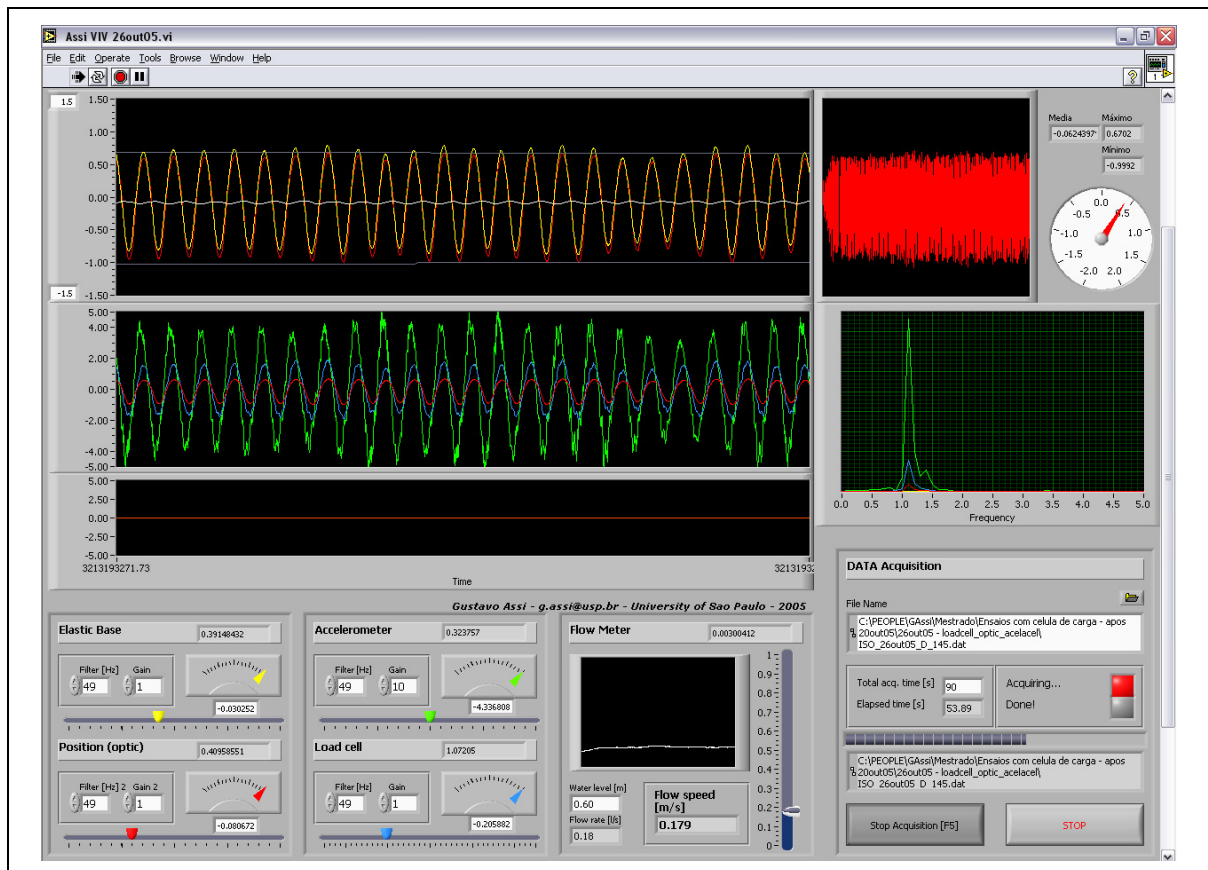 Assi VIV 26out05.vi
File Edit Operate Tools Browse Window Help
1.5
1.50
1.00
0.50
0.00
-0.50
-1.00
-1.50
-1.5
Media Máximo
-0.0624397 0.6702
Mínimo
-0.9992
0.0
-0.5 0.5
-1.0 1.0
-1.5 1.5
-2.0 2.0
5.00
4.00
2.00
0.00
-2.00
-4.00
-5.00
0.0 0.5 1.0 1.5 2.0 2.5 3.0 3.5 4.0 4.5 5.0
Frequency
5.00
2.50
0.00
-2.50
-5.00
3213193271.73 3213193
Time
Gustavo Assi - g.assi@usp.br - University of Sao Paulo - 2005
Elastic Base 0.39148432
Filter [Hz] Gain
49 1
-0.030252
Position (optic) 0.40958551
Filter [Hz] 2 Gain 2
49 1
-0.080672
Accelerometer 0.323757
Filter [Hz] Gain
49 10
-4.336808
Load cell 1.07205
Filter [Hz] Gain
49 1
-0.205882
Flow Meter 0.00300412
1
0.9
0.8
0.7
0.6
0.5
0.4
0.3
0.2
0.1
0
Water level [m]
0.60
Flow rate [l/s]
0.18
Flow speed
[m/s]
0.179
DATA Acquisition
File Name
C:\PEOPLE\GAssi\Mestrado\Ensaios com celula de carga - apos
20out05\26out05 - loadcell_optic_acelacel\
ISO_26out05_D_145.dat
Total acq. time [s] 90
Elapsed time [s] 53.89
Acquiring...
Done!
C:\PEOPLE\GAssi\Mestrado\Ensaios com celula de carga - apos
20out05\26out05 - loadcell_optic_acelacel\
ISO_26out05_D_145.dat
Stop Acquisition [F5]
STOP